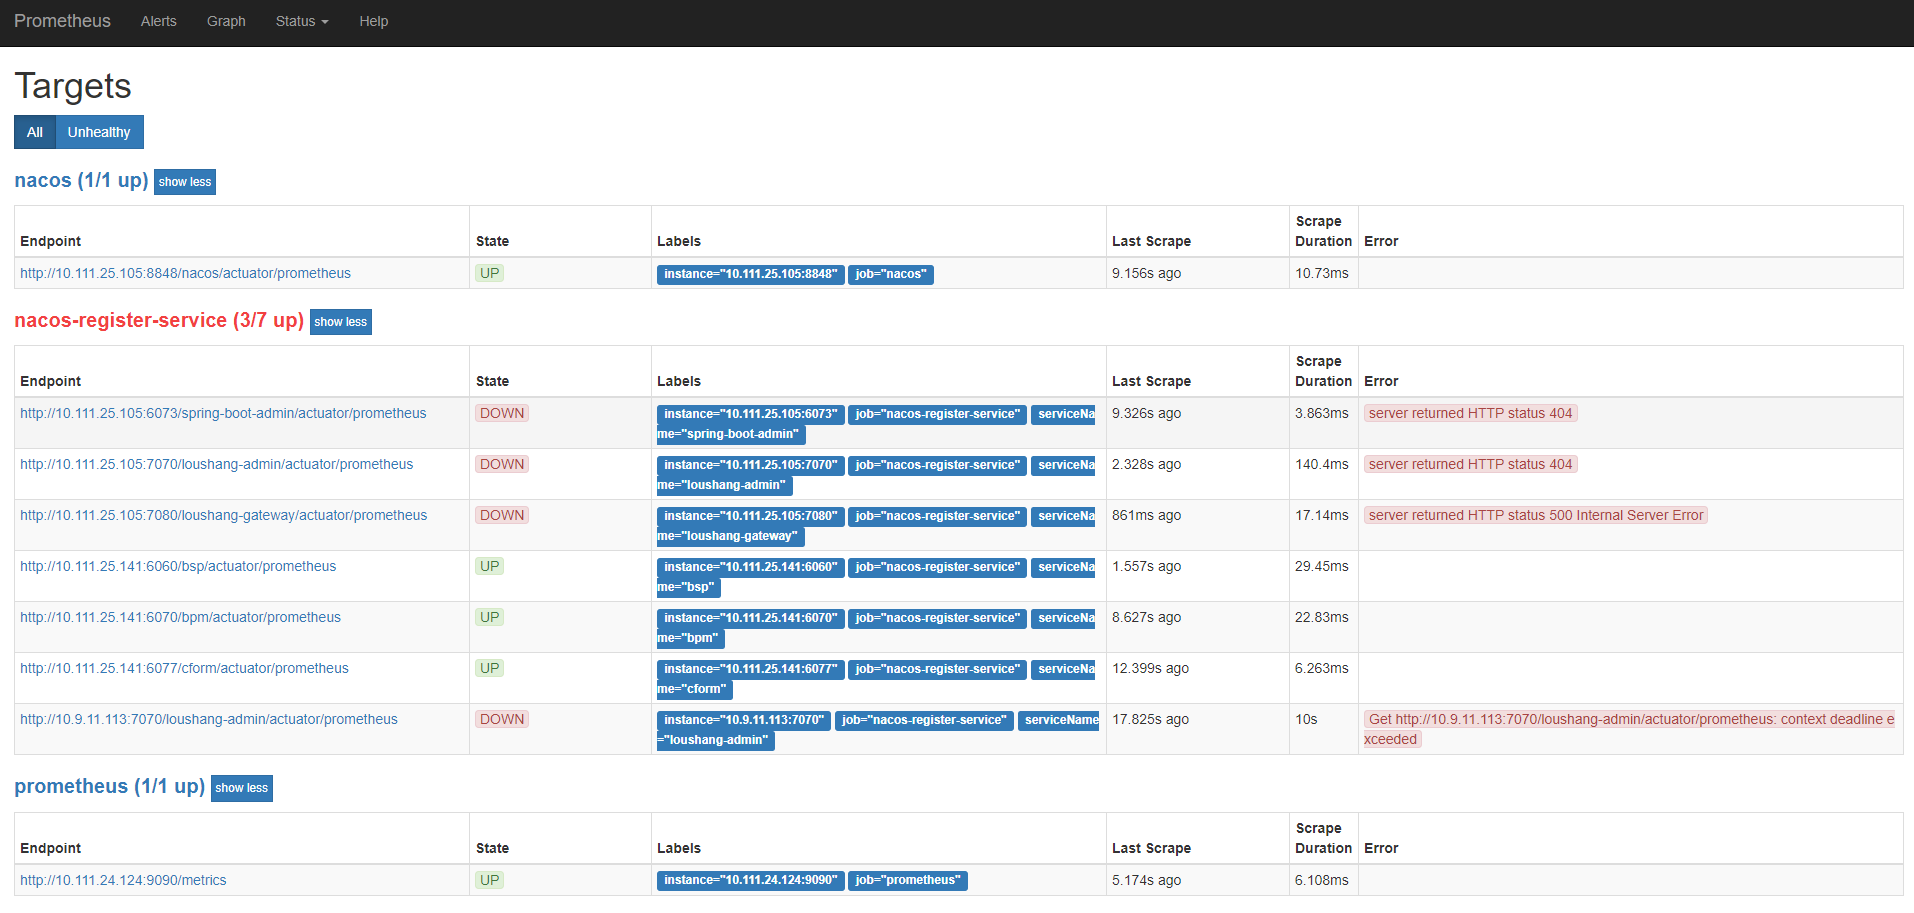 Prometheus Alerts Graph Status Help
Targets
All Unhealthy
nacos (1/1 up) show less
Endpoint State Labels Last Scrape Scrape Duration Error
http://10.111.25.105:8848/nacos/actuator/prometheus UP instance="10.111.25.105:8848" job="nacos" 9.156s ago 10.73ms
nacos-register-service (3/7 up) show less
Endpoint State Labels Last Scrape Scrape Duration Error
http://10.111.25.105:6073/spring-boot-admin/actuator/prometheus DOWN instance="10.111.25.105:6073" job="nacos-register-service" serviceName="spring-boot-admin" 9.326s ago 3.863ms server returned HTTP status 404
http://10.111.25.105:7070/loushang-admin/actuator/prometheus DOWN instance="10.111.25.105:7070" job="nacos-register-service" serviceName="loushang-admin" 2.328s ago 140.4ms server returned HTTP status 404
http://10.111.25.105:7080/loushang-gateway/actuator/prometheus DOWN instance="10.111.25.105:7080" job="nacos-register-service" serviceName="loushang-gateway" 861ms ago 17.14ms server returned HTTP status 500 Internal Server Error
http://10.111.25.141:6060/bsp/actuator/prometheus UP instance="10.111.25.141:6060" job="nacos-register-service" serviceName="bsp" 1.557s ago 29.45ms
http://10.111.25.141:6070/bpm/actuator/prometheus UP instance="10.111.25.141:6070" job="nacos-register-service" serviceName="bpm" 8.627s ago 22.83ms
http://10.111.25.141:6077/cform/actuator/prometheus UP instance="10.111.25.141:6077" job="nacos-register-service" serviceName="cform" 12.399s ago 6.263ms
http://10.9.11.113:7070/loushang-admin/actuator/prometheus DOWN instance="10.9.11.113:7070" job="nacos-register-service" serviceName="loushang-admin" 17.825s ago 10s Get http://10.9.11.113:7070/loushang-admin/actuator/prometheus: context deadline exceeded
prometheus (1/1 up) show less
Endpoint State Labels Last Scrape Scrape Duration Error
http://10.111.24.124:9090/metrics UP instance="10.111.24.124:9090" job="prometheus" 5.174s ago 6.108ms